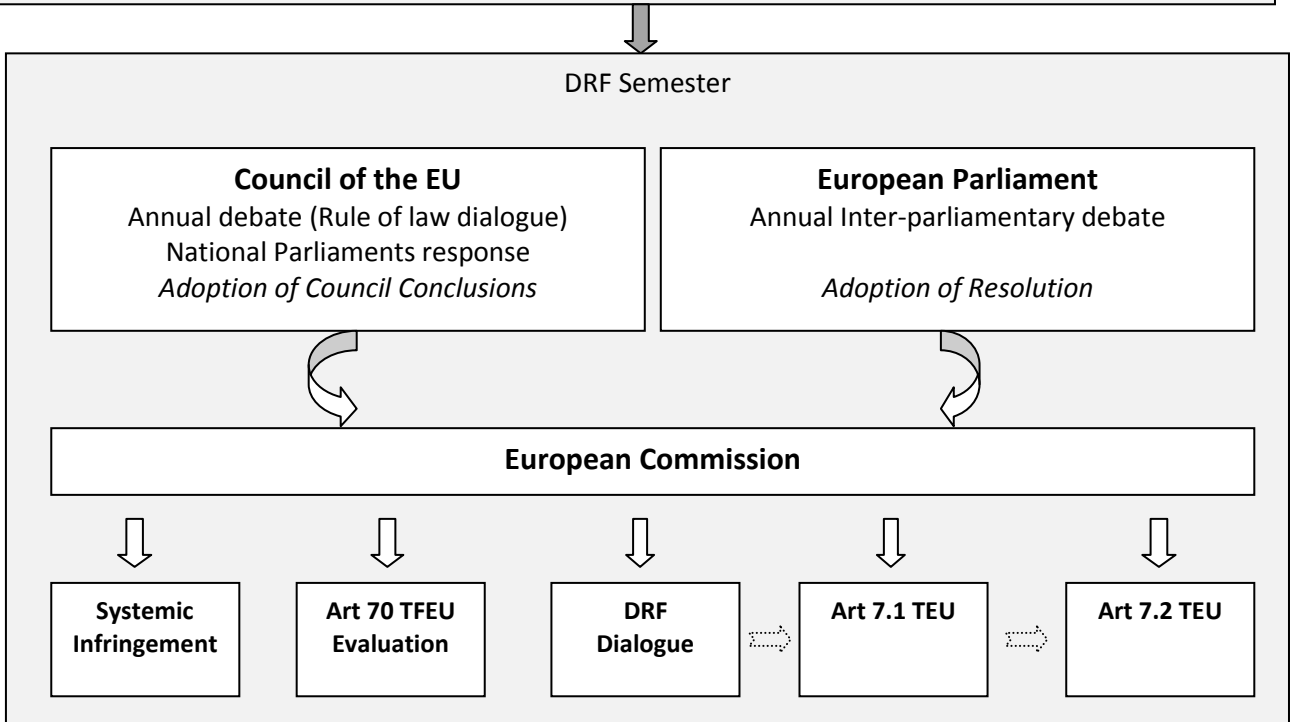 DRF Semester
Council of the EU
Annual debate (Rule of law dialogue)
National Parliaments response
Adoption of Council Conclusions
European Parliament
Annual Inter-parliamentary debate
Adoption of Resolution
European Commission
Systemic
Infringement
Art 70 TFEU
Evaluation
DRF
Dialogue
Art 7.1 TEU
Art 7.2 TEU